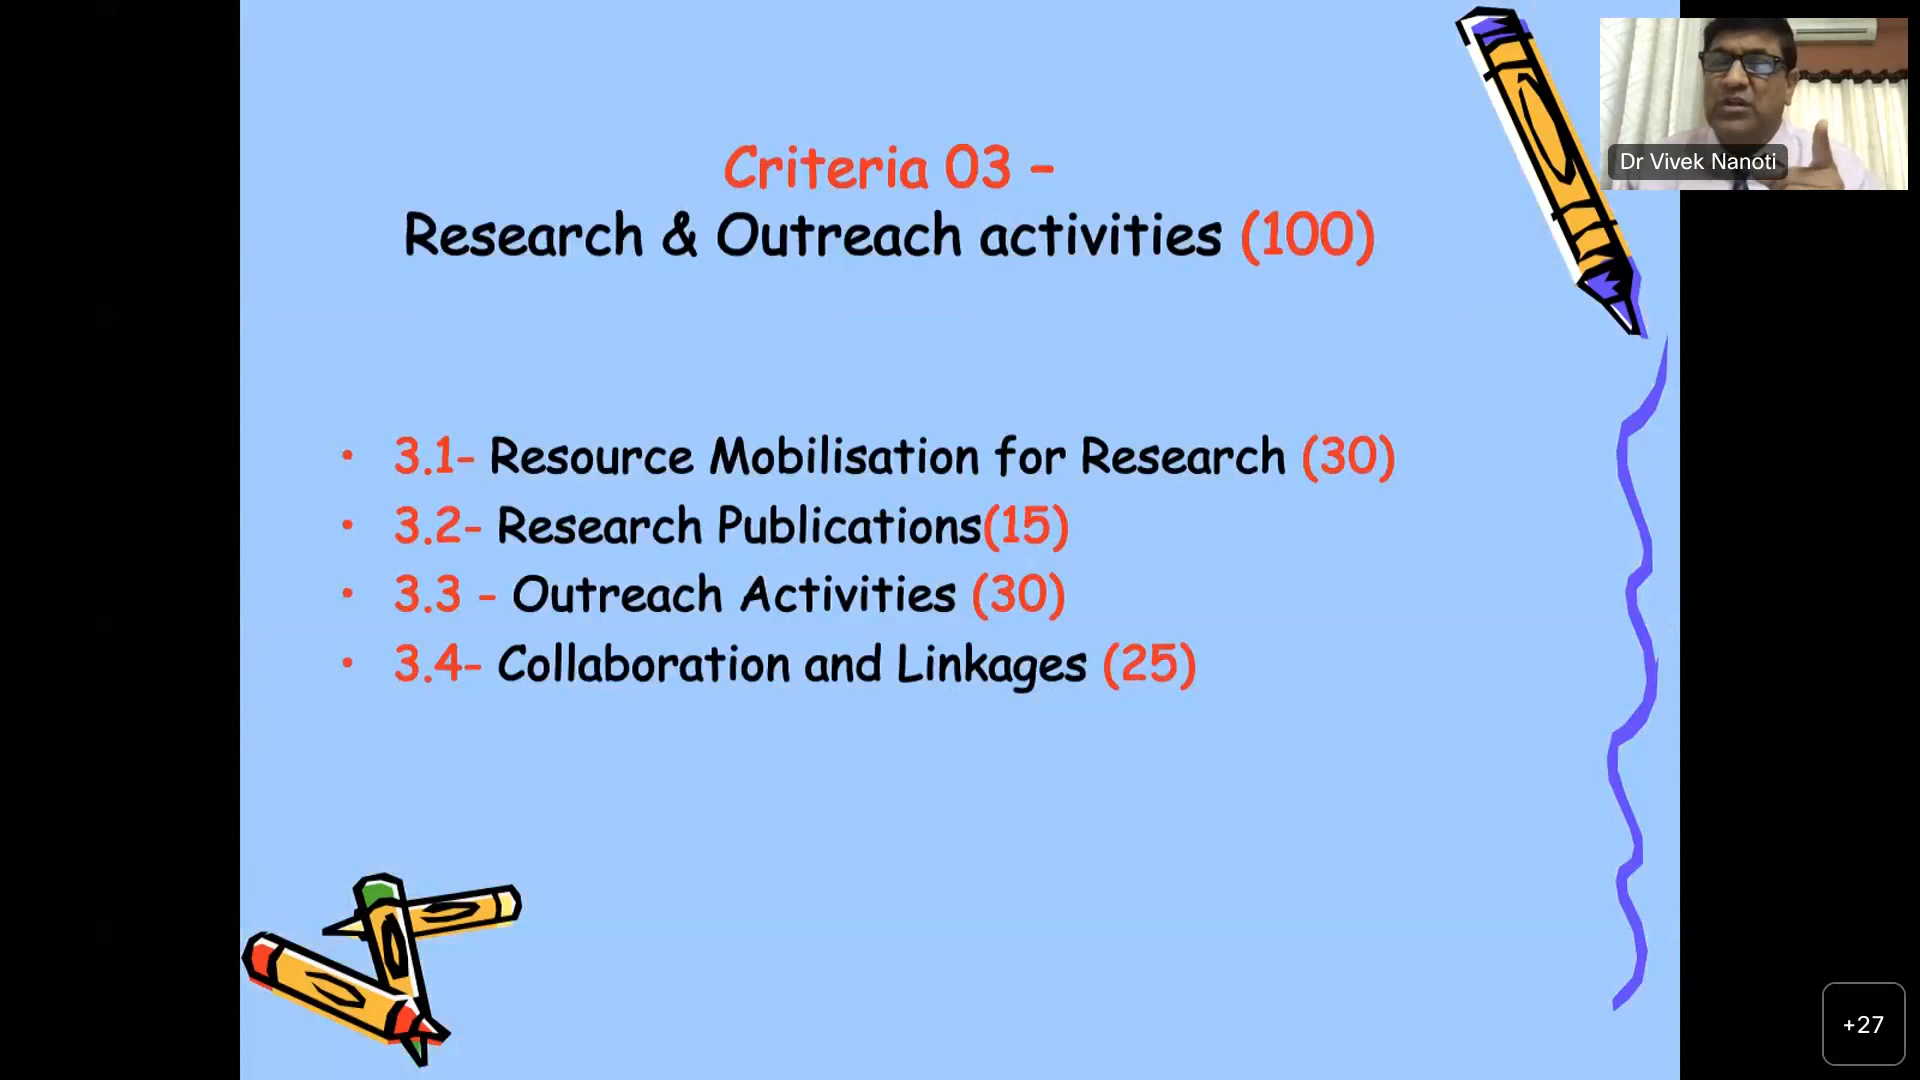 Criteria 03 –
Research & Outreach activities (100)
• 3.1- Resource Mobilisation for Research (30)
• 3.2- Research Publications(15)
• 3.3 - Outreach Activities (30)
• 3.4- Collaboration and Linkages (25)
Dr Vivek Nanoti
+27